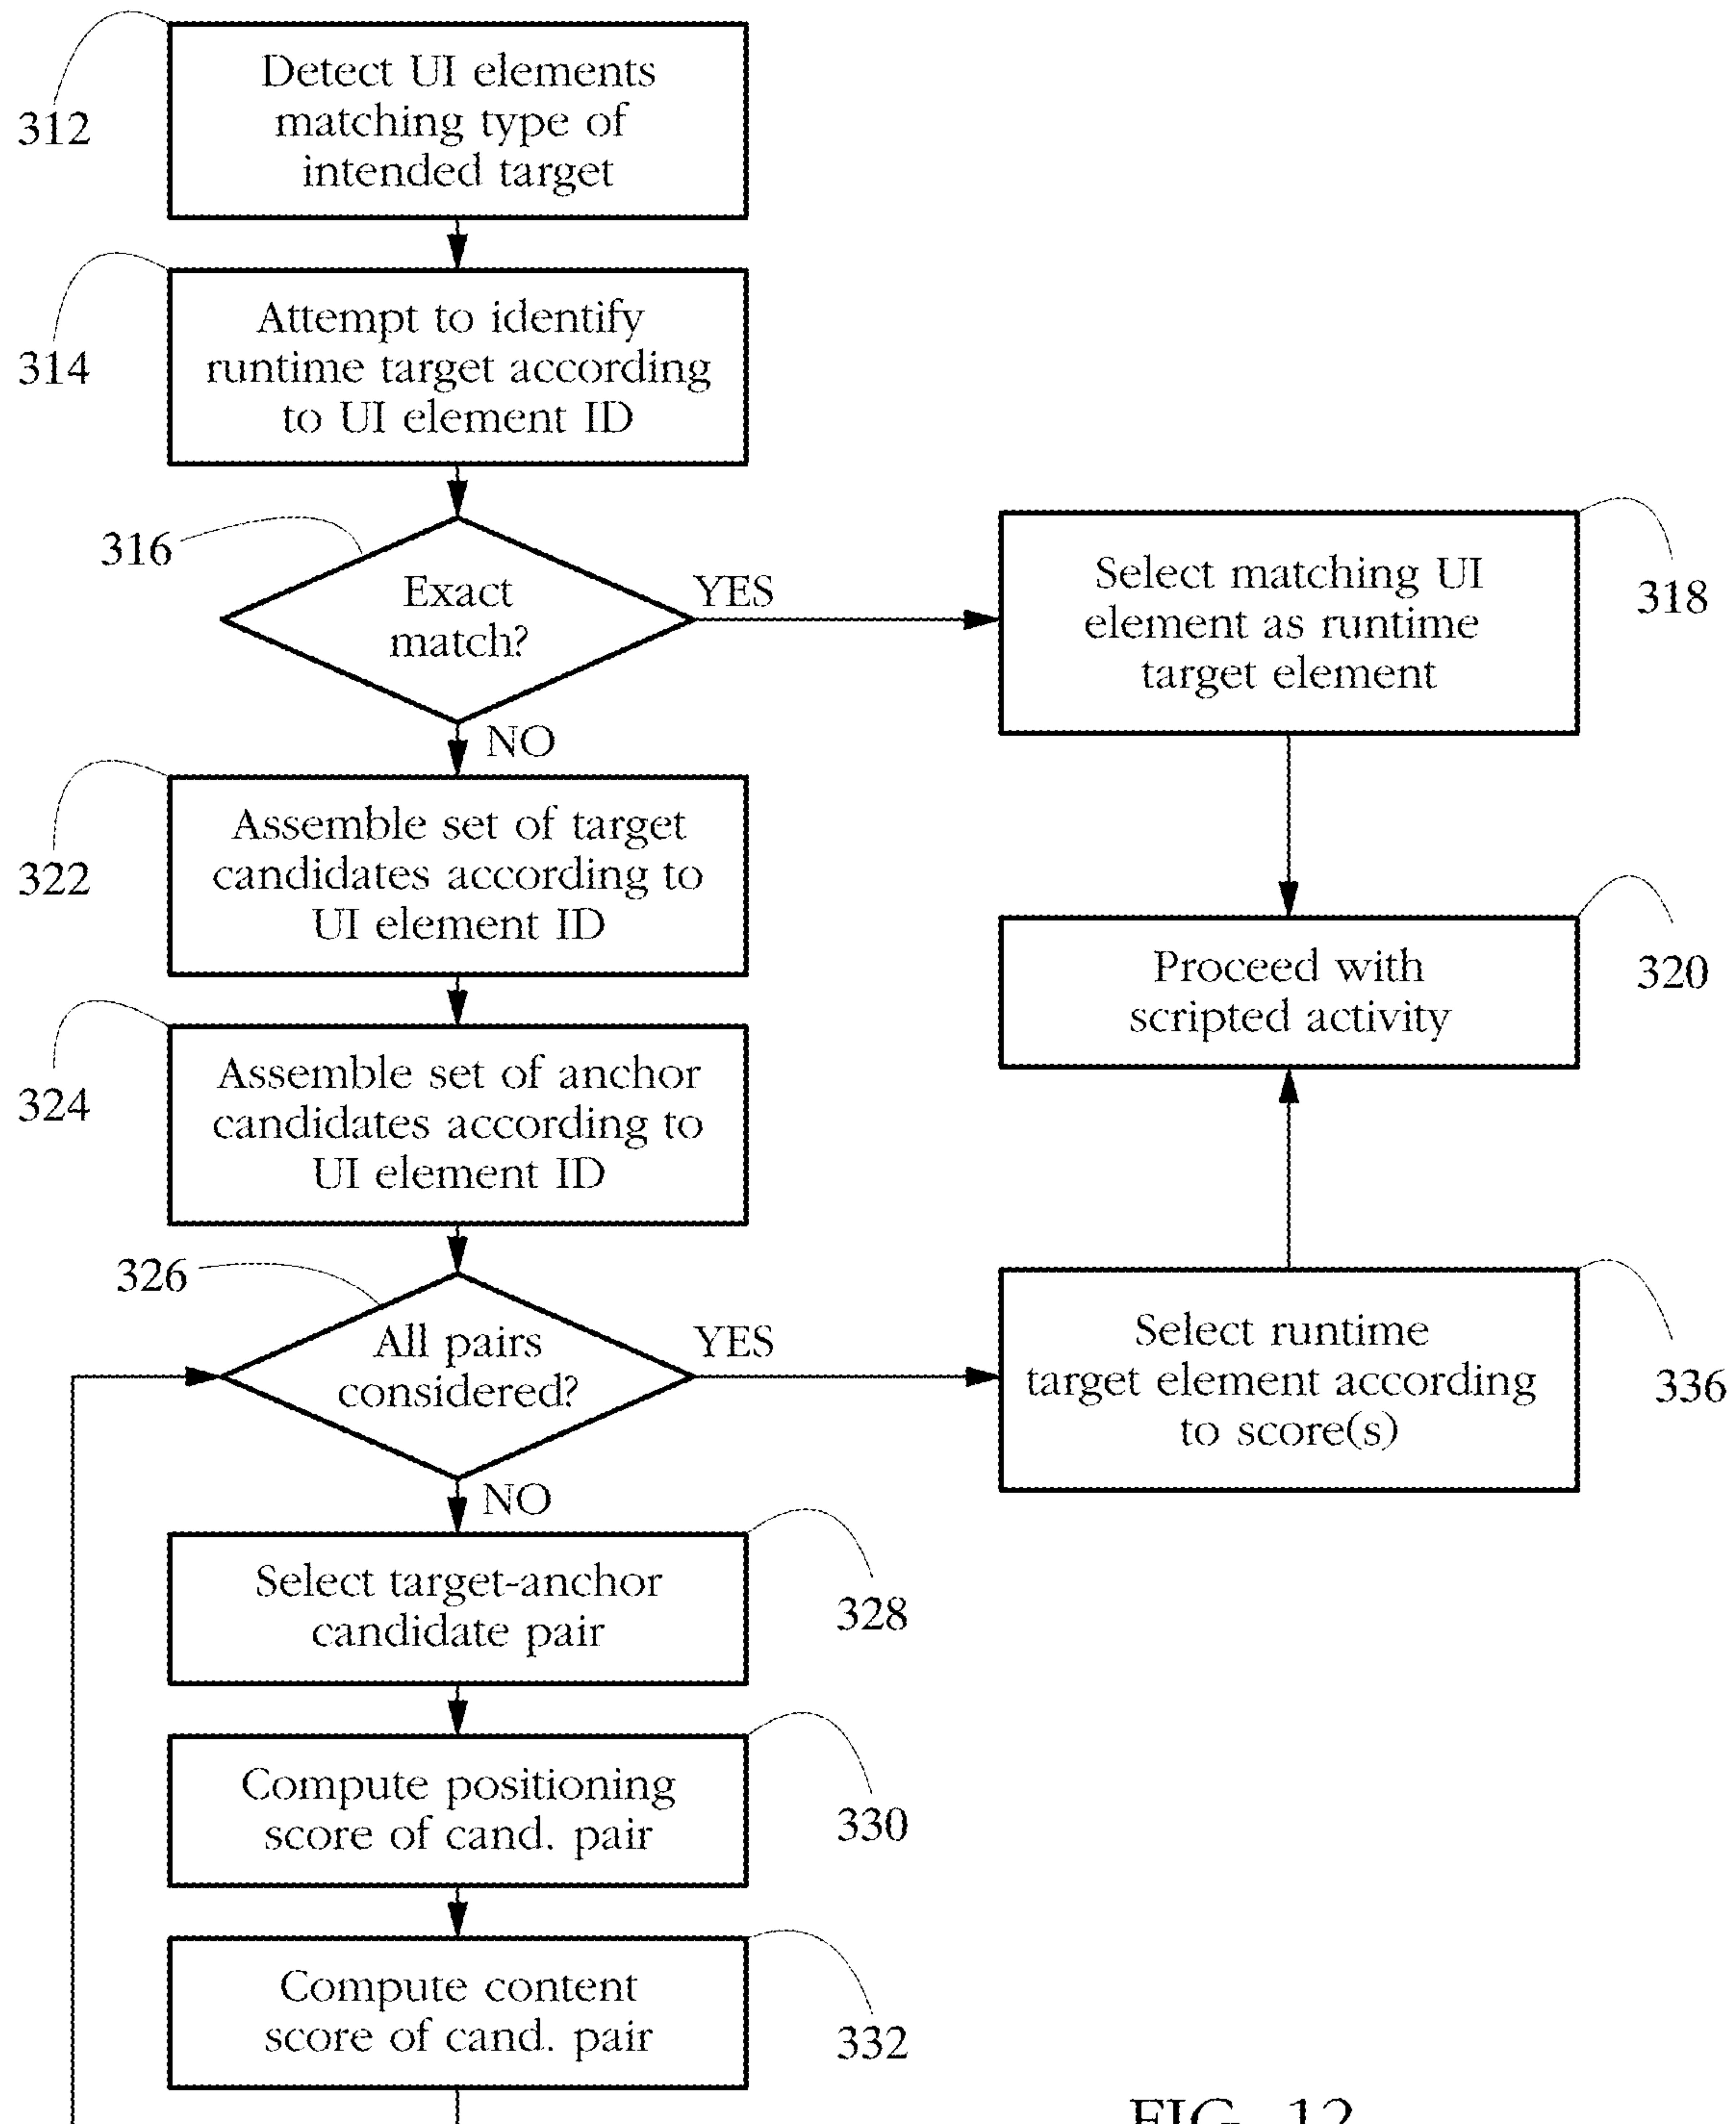 312
Detect UI elements
matching type of
intended target
314
Attempt to identify
runtime target according
to UI element ID
316
Exact
match?
YES
NO
Select matching UI
element as runtime
target element
318
322
Assemble set of target
candidates according to
UI element ID
Proceed with
scripted activity
320
324
Assemble set of anchor
candidates according to
UI element ID
326
All pairs
considered?
YES
NO
Select runtime
target element according
to score(s)
336
Select target-anchor
candidate pair
328
Compute positioning
score of cand. pair
330
Compute content
score of cand. pair
332
FIG. 12